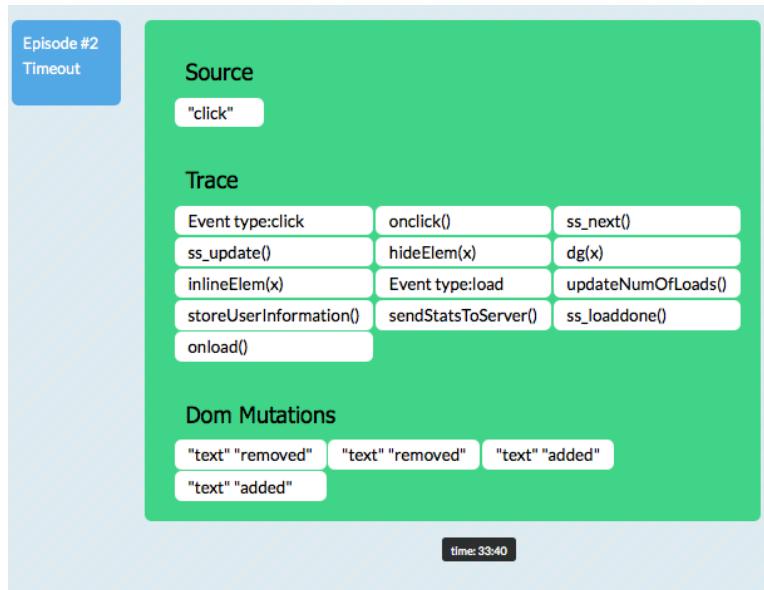 Episode #2
Timeout
Source
"click"
Trace
Event type:click onclick() ss_next()
ss_update() hideElem(x) dg(x)
inlineElem(x) Event type:load updateNumOfLoads()
storeUserInformation() sendStatsToServer() ss_loaddone()
onload()
Dom Mutations
"text" "removed" "text" "removed" "text" "added"
"text" "added"
time: 33:40